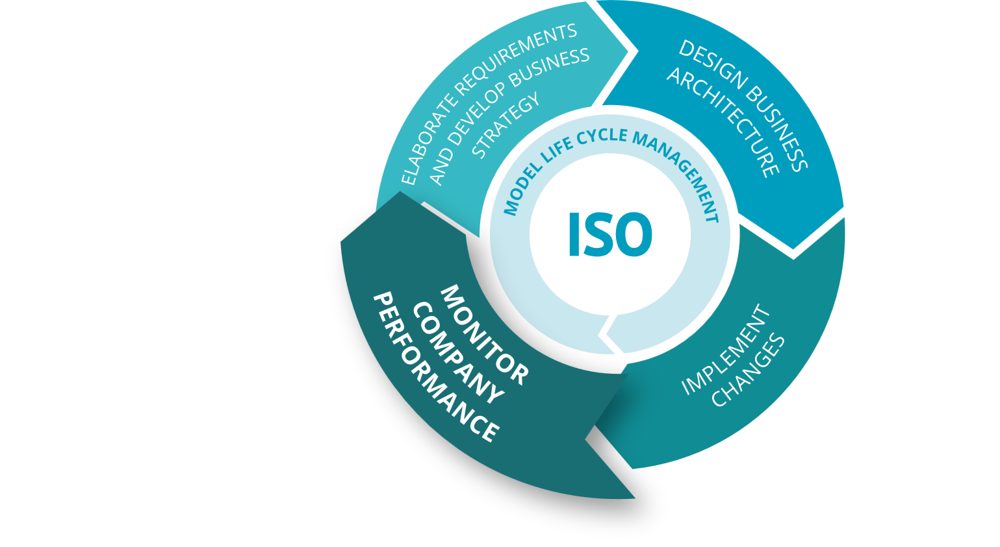 ELABORATE REQUIREMENTS
AND DEVELOP BUSINESS
STRATEGY
DESIGN BUSINESS
ARCHITECTURE
MODEL LIFE CYCLE MANAGEMENT
ISO
IMPLEMENT
CHANGES
MONITOR
COMPANY
PERFORMANCE